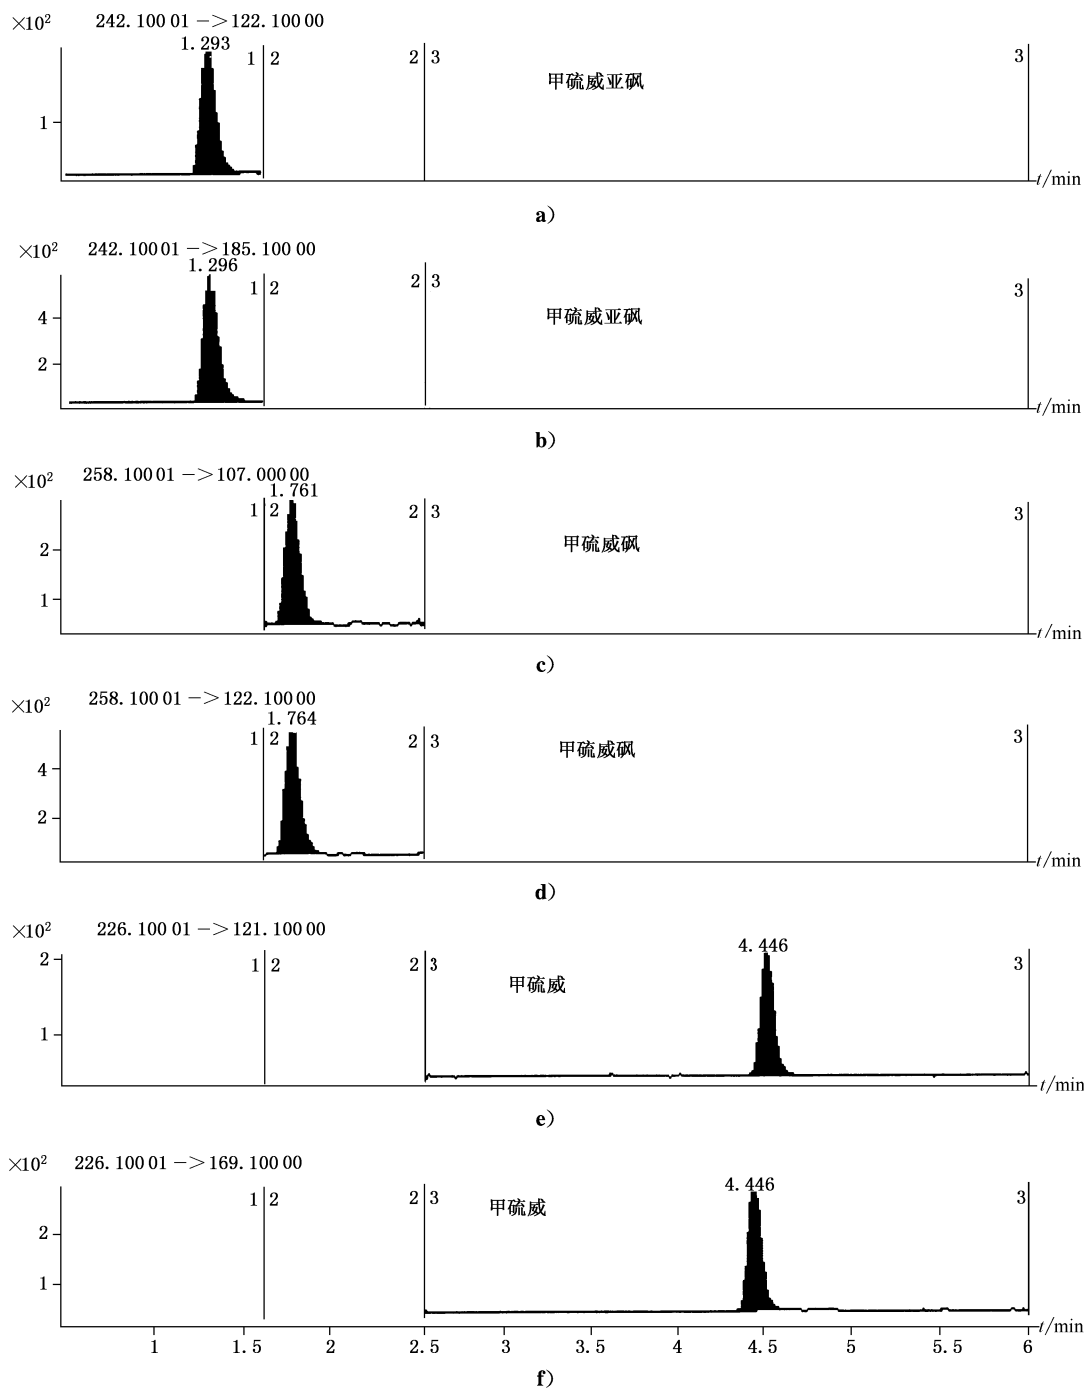 ×10² 242.100 01 ->122.100 00
1.293
1 2 2 3 3
甲硫威亚砜
1
t/min
a）
×10² 242.100 01 ->185.100 00
1.296
1 2 2 3 3
甲硫威亚砜
4
2
t/min
b）
×10² 258.100 01 ->107.000 00
1.761
1 2 2 3 3
甲硫威砜
2
1
t/min
c）
×10² 258.100 01 ->122.100 00
1.764
1 2 2 3 3
甲硫威砜
4
2
t/min
d）
×10² 226.100 01 ->121.100 00
4.446
2
1 2 2 3 3
甲硫威
1
t/min
e）
×10² 226.100 01 ->169.100 00
4.446
1 2 2 3 3
甲硫威
2
1
t/min
1 1.5 2 2.5 3 3.5 4 4.5 5 5.5 6
f）